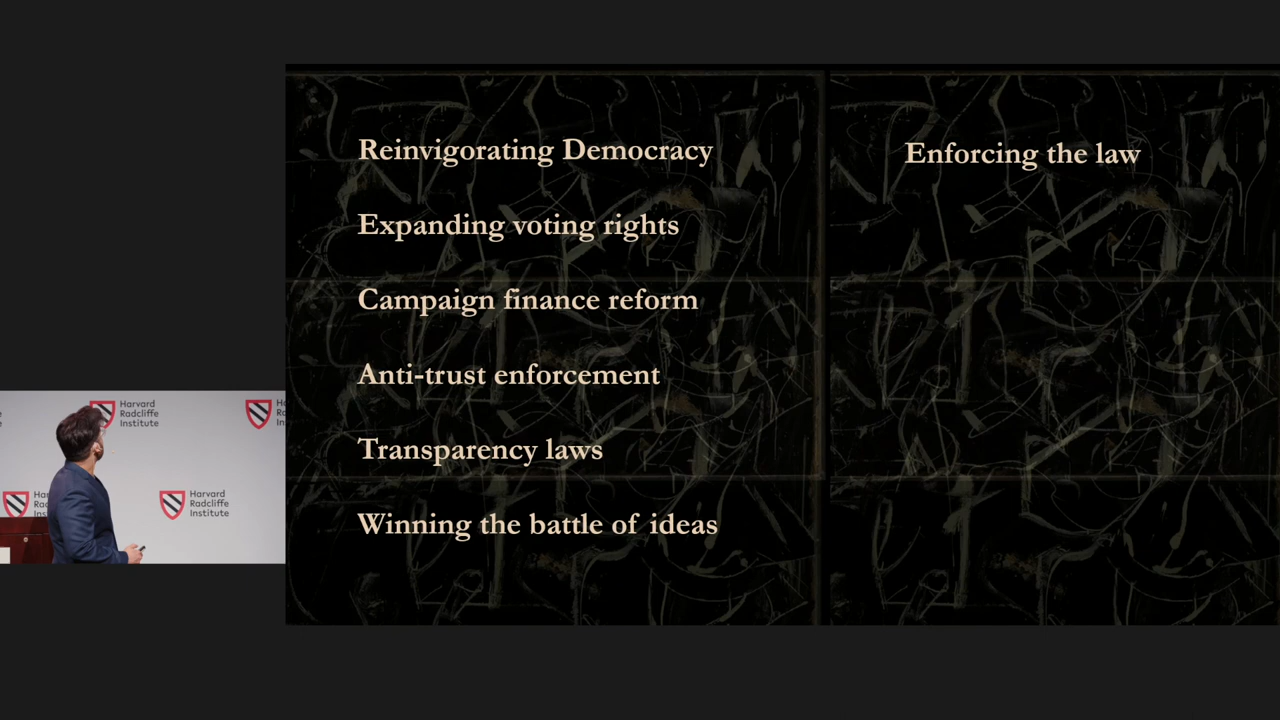 Reinvigorating Democracy
Expanding voting rights
Campaign finance reform
Anti-trust enforcement
Transparency laws
Winning the battle of ideas
Enforcing the law
Harvard
Radcliffe
Institute
Harvard
Radcliffe
Institute